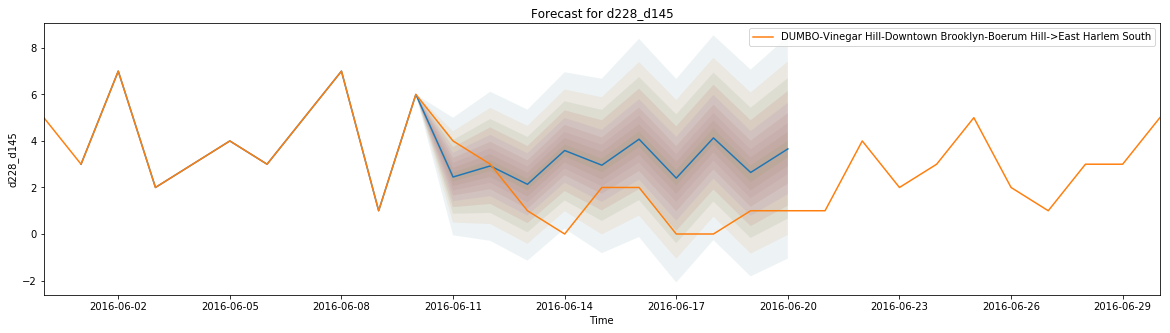 Forecast for d228_d145
DUMBO-Vinegar Hill-Downtown Brooklyn-Boerum Hill->East Harlem South
d228_d145
8
6
4
2
0
−2
2016-06-02 2016-06-05 2016-06-08 2016-06-11 2016-06-14 2016-06-17 2016-06-20 2016-06-23 2016-06-26 2016-06-29
Time